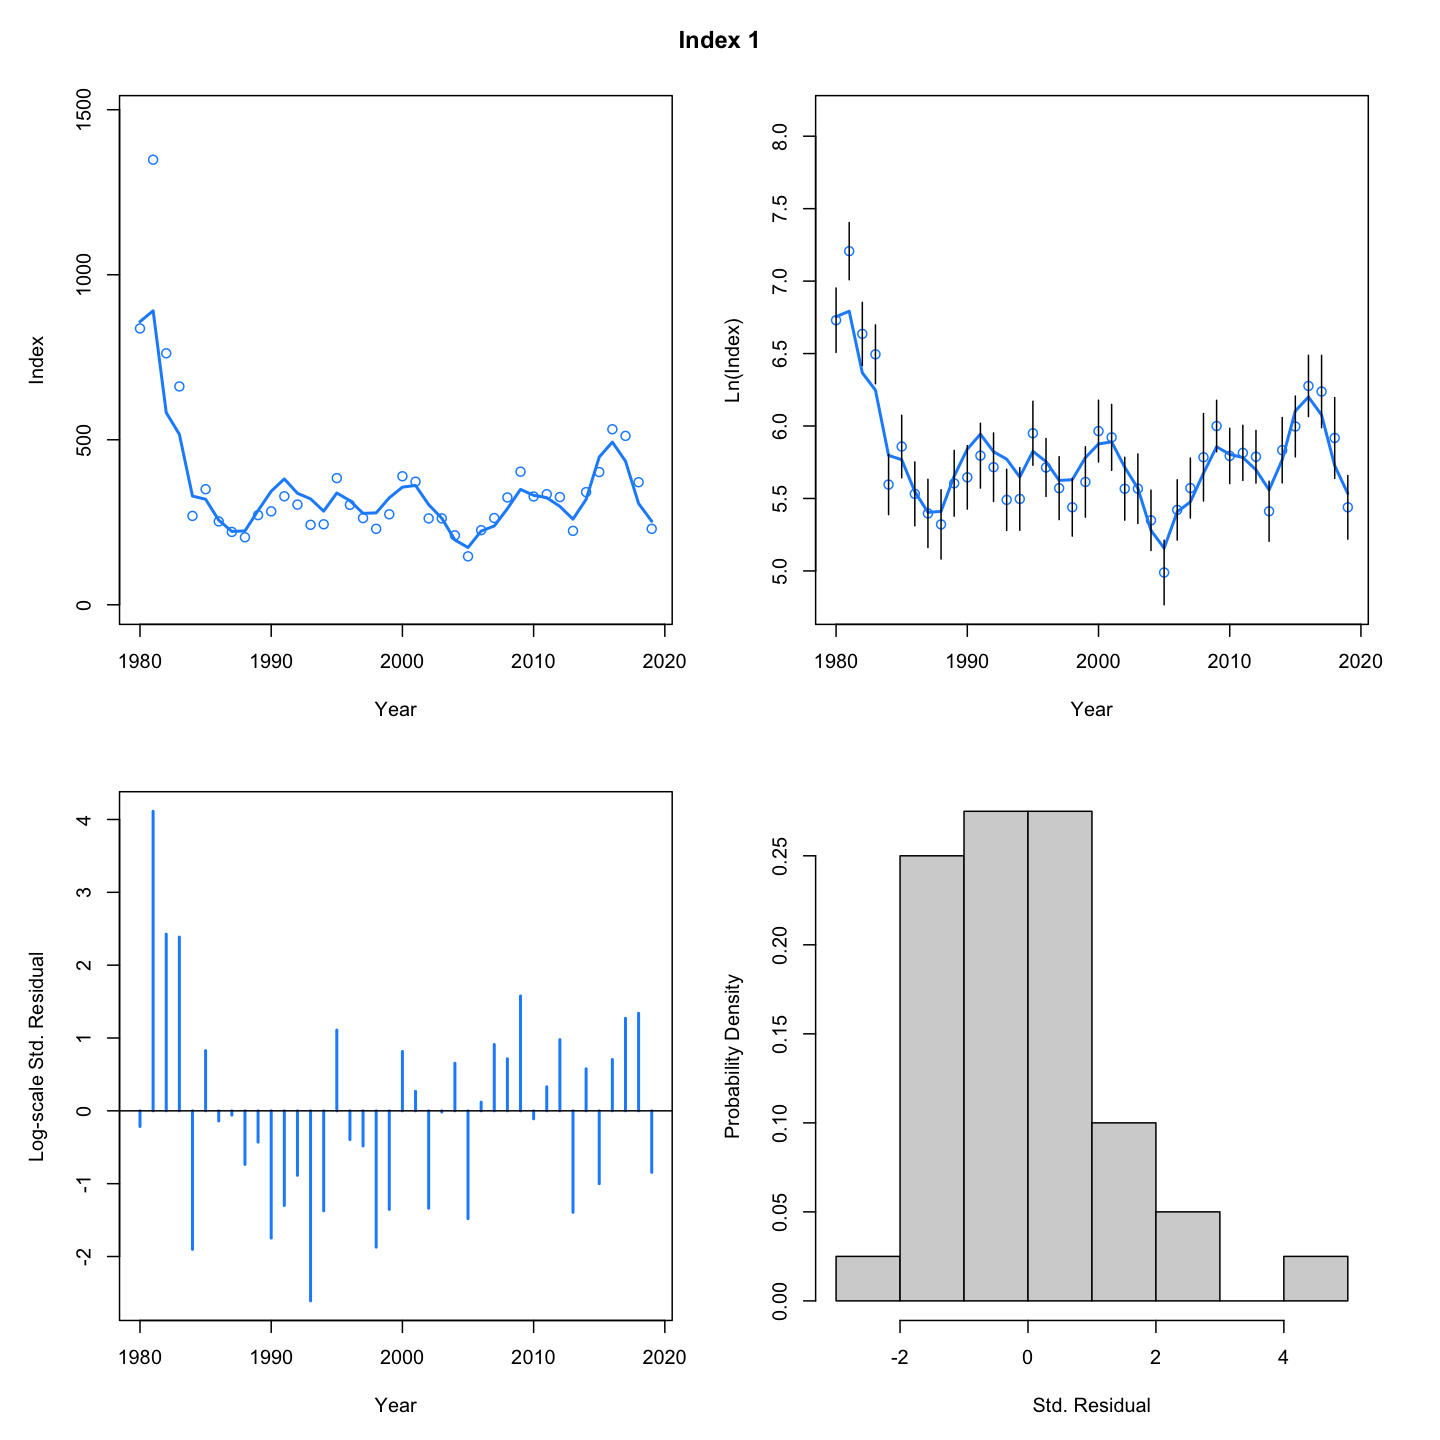 Index 1
Index
1500
1000
500
0
1980 1990 2000 2010 2020
Year
Ln(Index)
8.0
7.5
7.0
6.5
6.0
5.5
5.0
1980 1990 2000 2010 2020
Year
Log-scale Std. Residual
4
3
2
1
0
-1
-2
1980 1990 2000 2010 2020
Year
Probability Density
0.25
0.20
0.15
0.10
0.05
0.00
-2 0 2 4
Std. Residual